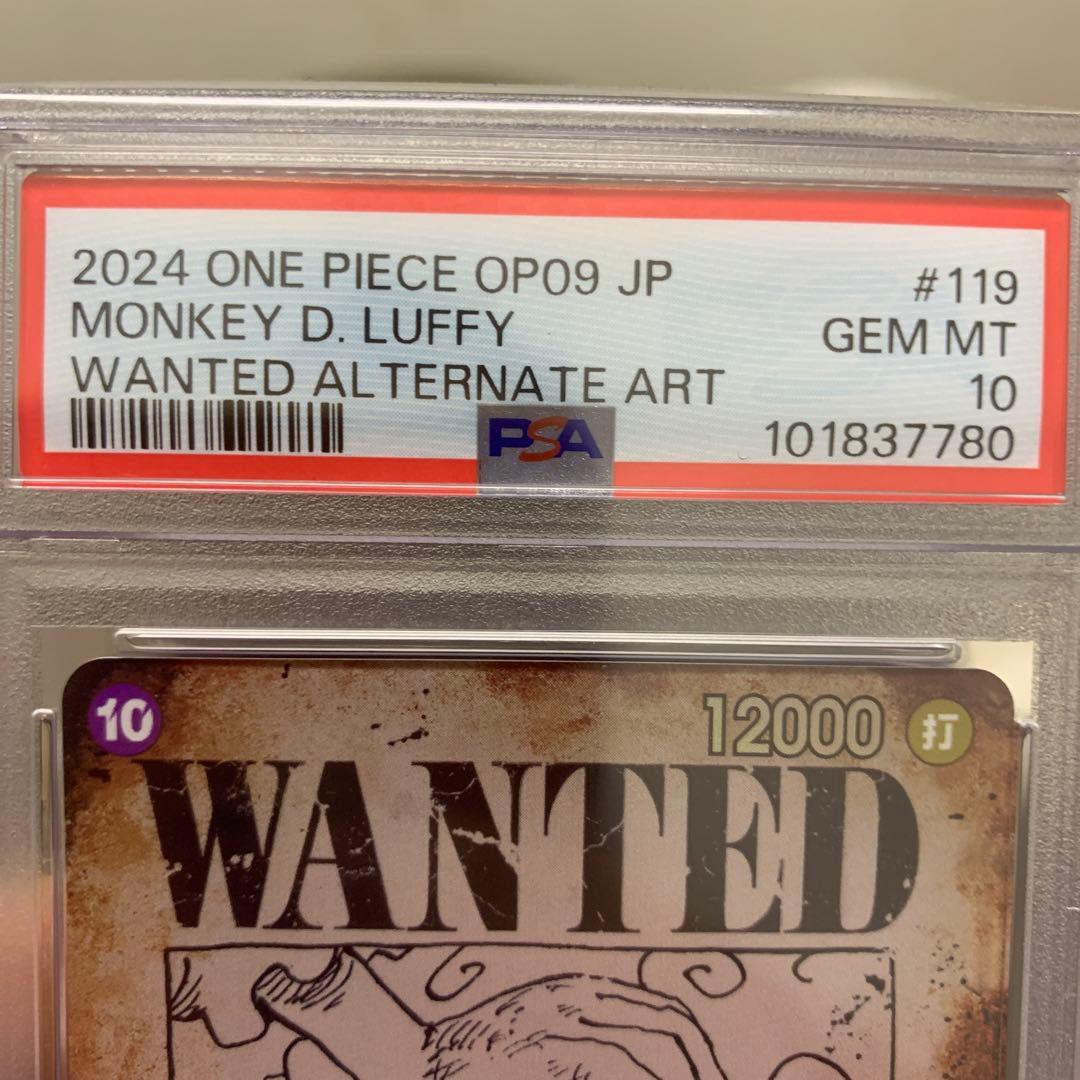 2024 ONE PIECE OP09 JP #119
MONKEY D. LUFFY GEM MT
WANTED ALTERNATE ART 10
PSA 101837780
10 12000 打
WANTED